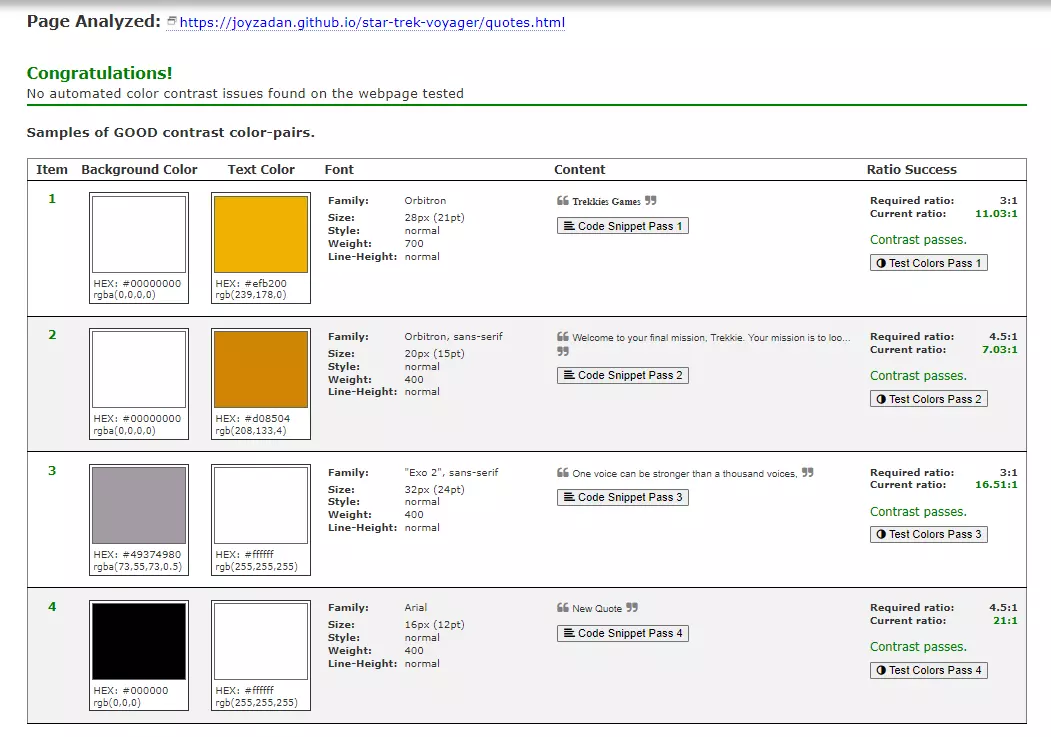 Page Analyzed: https://joyzadan.github.io/star-trek-voyager/quotes.html
Congratulations!
No automated color contrast issues found on the webpage tested
Samples of GOOD contrast color-pairs.
Item Background Color Text Color Font Content Ratio Success
1
HEX: #00000000
rgba(0,0,0,0)
HEX: #efb200
rgb(239,178,0)
Family: Orbitron
Size: 28px (21pt)
Style: normal
Weight: 700
Line-Height: normal
❝ Trekkies Games ❞
Code Snippet Pass 1
Required ratio: 3:1
Current ratio: 11.03:1
Contrast passes.
Test Colors Pass 1
2
HEX: #00000000
rgba(0,0,0,0)
HEX: #d08504
rgb(208,133,4)
Family: Orbitron, sans-serif
Size: 20px (15pt)
Style: normal
Weight: 400
Line-Height: normal
❝ Welcome to your final mission, Trekkie. Your mission is to loo...
❞
Code Snippet Pass 2
Required ratio: 4.5:1
Current ratio: 7.03:1
Contrast passes.
Test Colors Pass 2
3
HEX: #49374980
rgba(73,55,73,0.5)
HEX: #ffffff
rgb(255,255,255)
Family: "Exo 2", sans-serif
Size: 32px (24pt)
Style: normal
Weight: 400
Line-Height: normal
❝ One voice can be stronger than a thousand voices, ❞
Code Snippet Pass 3
Required ratio: 3:1
Current ratio: 16.51:1
Contrast passes.
Test Colors Pass 3
4
HEX: #000000
rgb(0,0,0)
HEX: #ffffff
rgb(255,255,255)
Family: Arial
Size: 16px (12pt)
Style: normal
Weight: 400
Line-Height: normal
❝ New Quote ❞
Code Snippet Pass 4
Required ratio: 4.5:1
Current ratio: 21:1
Contrast passes.
Test Colors Pass 4